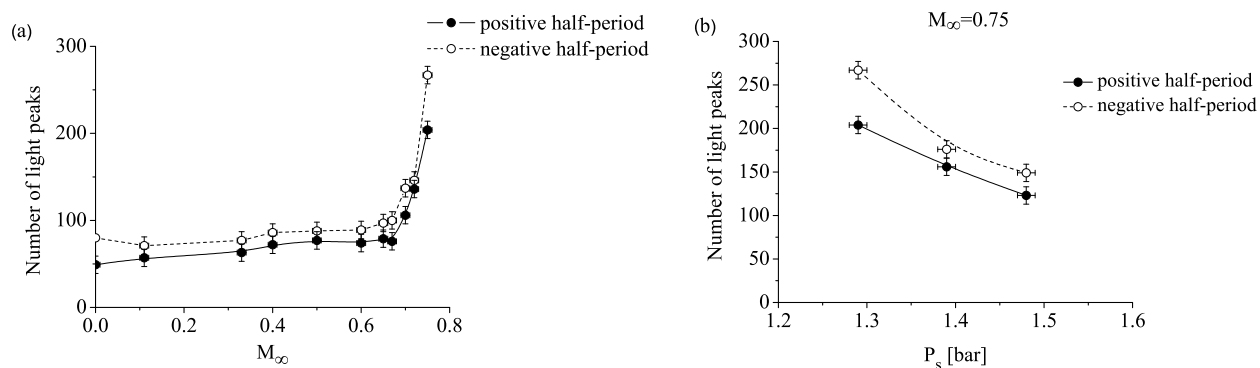 (a)
positive half-period
negative half-period
300
200
100
0
Number of light peaks
0.0 0.2 0.4 0.6 0.8
M∞
(b)
M∞=0.75
positive half-period
negative half-period
300
250
200
150
100
50
0
Number of light peaks
1.2 1.3 1.4 1.5 1.6
Ps [bar]